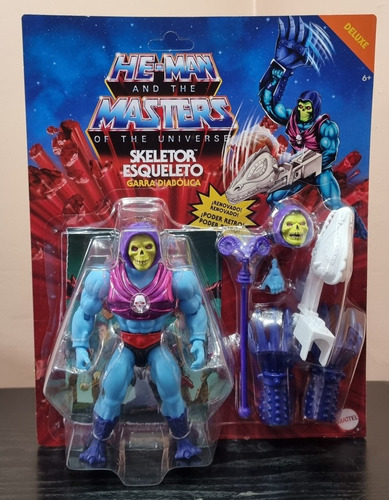 HE-MAN
AND THE
MASTERS
OF THE UNIVERSE
SKELETOR®
ESQUELETO
GARRA DIABÓLICA
DELUXE
6+
¡RENOVADO!
RENOVADO!
¡PODER RETRO!
PODER
MATTEL